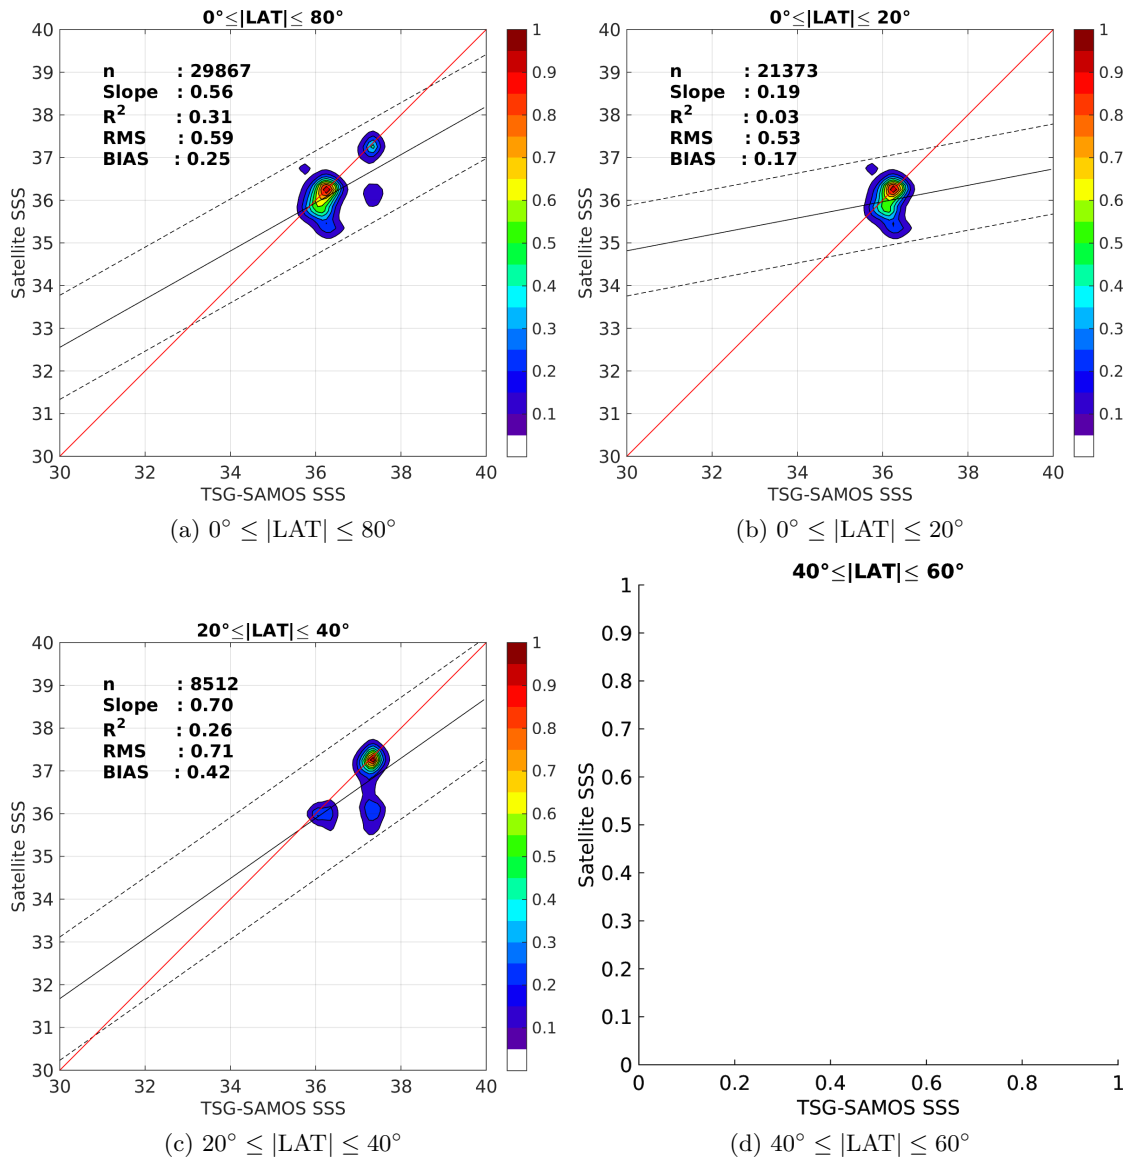 0°≤|LAT|≤ 80°
n : 29867
Slope : 0.56
R2 : 0.31
RMS : 0.59
BIAS : 0.25
40
39
38
37
36
35
34
33
32
31
30
30 32 34 36 38 40
Satellite SSS
TSG-SAMOS SSS
1
0.9
0.8
0.7
0.6
0.5
0.4
0.3
0.2
0.1
(a) 0° ≤ |LAT| ≤ 80°
0°≤|LAT|≤ 20°
n : 21373
Slope : 0.19
R2 : 0.03
RMS : 0.53
BIAS : 0.17
40
39
38
37
36
35
34
33
32
31
30
30 32 34 36 38 40
Satellite SSS
TSG-SAMOS SSS
1
0.9
0.8
0.7
0.6
0.5
0.4
0.3
0.2
0.1
(b) 0° ≤ |LAT| ≤ 20°
20°≤|LAT|≤ 40°
n : 8512
Slope : 0.70
R2 : 0.26
RMS : 0.71
BIAS : 0.42
40
39
38
37
36
35
34
33
32
31
30
30 32 34 36 38 40
Satellite SSS
TSG-SAMOS SSS
1
0.9
0.8
0.7
0.6
0.5
0.4
0.3
0.2
0.1
(c) 20° ≤ |LAT| ≤ 40°
40°≤|LAT|≤ 60°
1
0.9
0.8
0.7
0.6
0.5
0.4
0.3
0.2
0.1
0
0 0.2 0.4 0.6 0.8 1
Satellite SSS
TSG-SAMOS SSS
(d) 40° ≤ |LAT| ≤ 60°